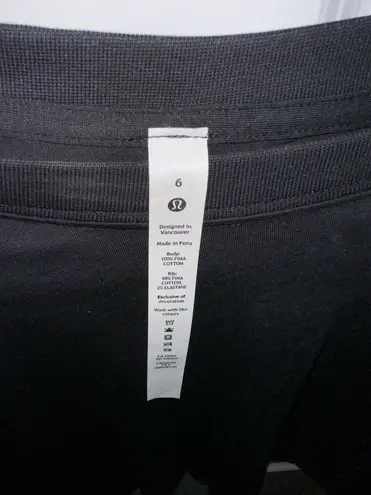 6
Designed in
Vancouver
Made in Peru
Body:
100% PIMA
COTTON
Rib:
98% PIMA
COTTON,
2% ELASTANE
Exclusive of
decoration
Wash with like
colours